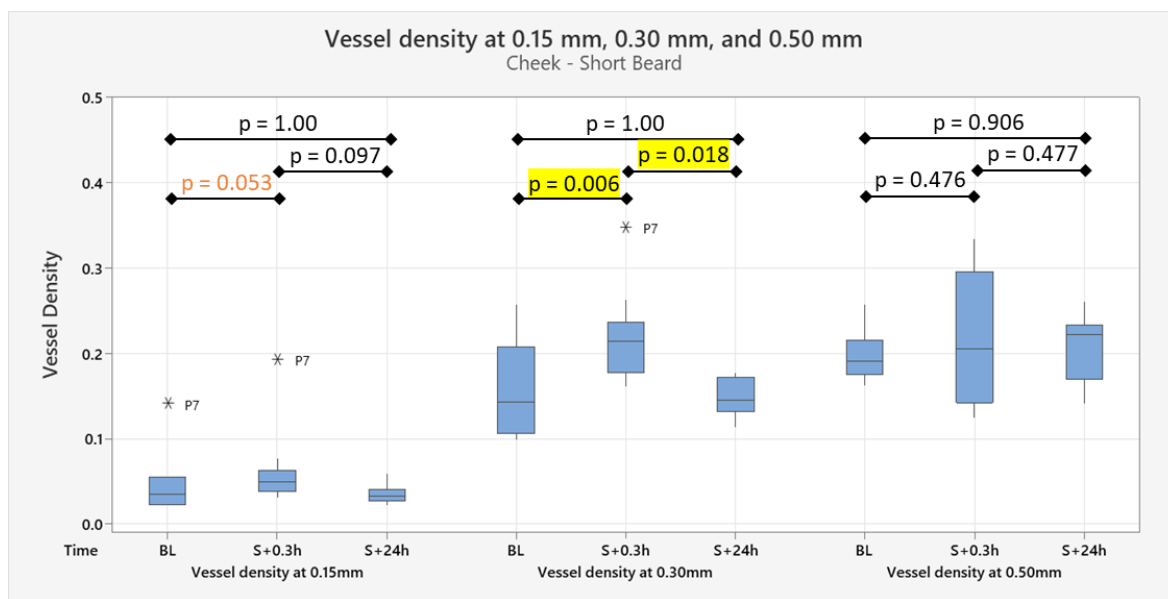 Vessel density at 0.15 mm, 0.30 mm, and 0.50 mm
Cheek - Short Beard
Vessel Density
0.5
0.4
0.3
0.2
0.1
0.0
p = 1.00
p = 0.097
p = 0.053
P7
P7
p = 1.00
p = 0.018
p = 0.006
P7
p = 0.906
p = 0.477
p = 0.476
Time BL S+0.3h S+24h BL S+0.3h S+24h BL S+0.3h S+24h
Vessel density at 0.15mm Vessel density at 0.30mm Vessel density at 0.50mm